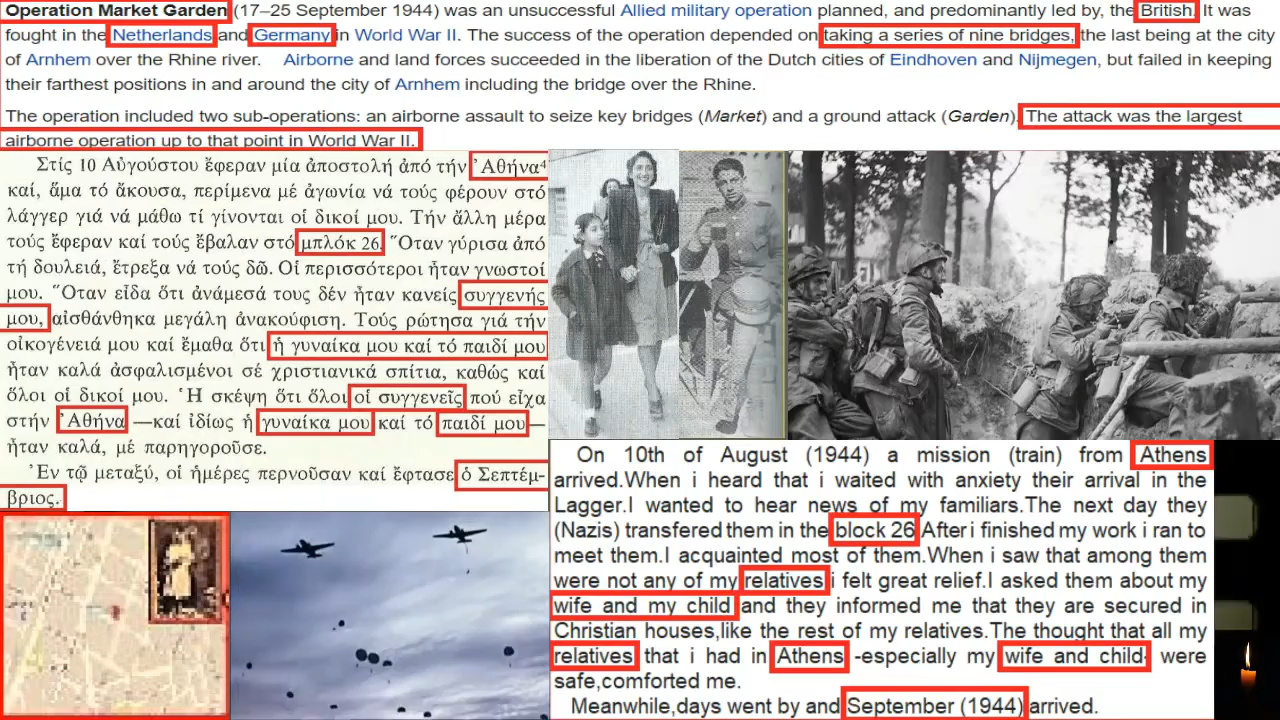 Operation Market Garden (17–25 September 1944) was an unsuccessful Allied military operation planned, and predominantly led by, the British. It was
fought in the Netherlands and Germany in World War II. The success of the operation depended on taking a series of nine bridges, the last being at the city
of Arnhem over the Rhine river. Airborne and land forces succeeded in the liberation of the Dutch cities of Eindhoven and Nijmegen, but failed in keeping
their farthest positions in and around the city of Arnhem including the bridge over the Rhine.
The operation included two sub-operations: an airborne assault to seize key bridges (Market) and a ground attack (Garden). The attack was the largest
airborne operation up to that point in World War II.
Στίς 10 Αὐγούστου ἔφεραν μία ἀποστολή ἀπό τήν Ἀθήνα⁴
καί, ἅμα τό ἄκουσα, περίμενα μέ ἀγωνία νά τούς φέρουν στό
λάγγερ γιά νά μάθω τί γίνονται οἱ δικοί μου. Τήν ἄλλη μέρα
τούς ἔφεραν καί τούς ἔβαλαν στό μπλόκ 26. Ὅταν γύρισα ἀπό
τή δουλειά, ἔτρεξα νά τούς δῶ. Οἱ περισσότεροι ἦταν γνωστοί
μου. Ὅταν εἶδα ὅτι ἀνάμεσά τους δέν ἦταν κανείς συγγενής
μου, αἰσθάνθηκα μεγάλη ἀνακούφιση. Τούς ρώτησα γιά τήν
οἰκογένειά μου καί ἔμαθα ὅτι ἡ γυναίκα μου καί τό παιδί μου
ἦταν καλά ἀσφαλισμένοι σέ χριστιανικά σπίτια, καθώς καί
ὅλοι οἱ δικοί μου. Ἡ σκέψη ὅτι ὅλοι οἱ συγγενεῖς πού εἶχα
στήν Ἀθήνα —καί ἰδίως ἡ γυναίκα μου καί τό παιδί μου—
ἦταν καλά, μέ παρηγοροῦσε.
Ἐν τῷ μεταξύ, οἱ ἡμέρες περνοῦσαν καί ἔφτασε ὁ Σεπτέμ-
βριος.
On 10th of August (1944) a mission (train) from Athens
arrived.When i heard that i waited with anxiety their arrival in the
Lagger.I wanted to hear news of my familiars.The next day they
(Nazis) transfered them in the block 26 After i finished my work i ran to
meet them.I acquainted most of them.When i saw that among them
were not any of my relatives i felt great relief.I asked them about my
wife and my child and they informed me that they are secured in
Christian houses,like the rest of my relatives.The thought that all my
relatives that i had in Athens -especially my wife and child- were
safe,comforted me.
Meanwhile,days went by and September (1944) arrived.